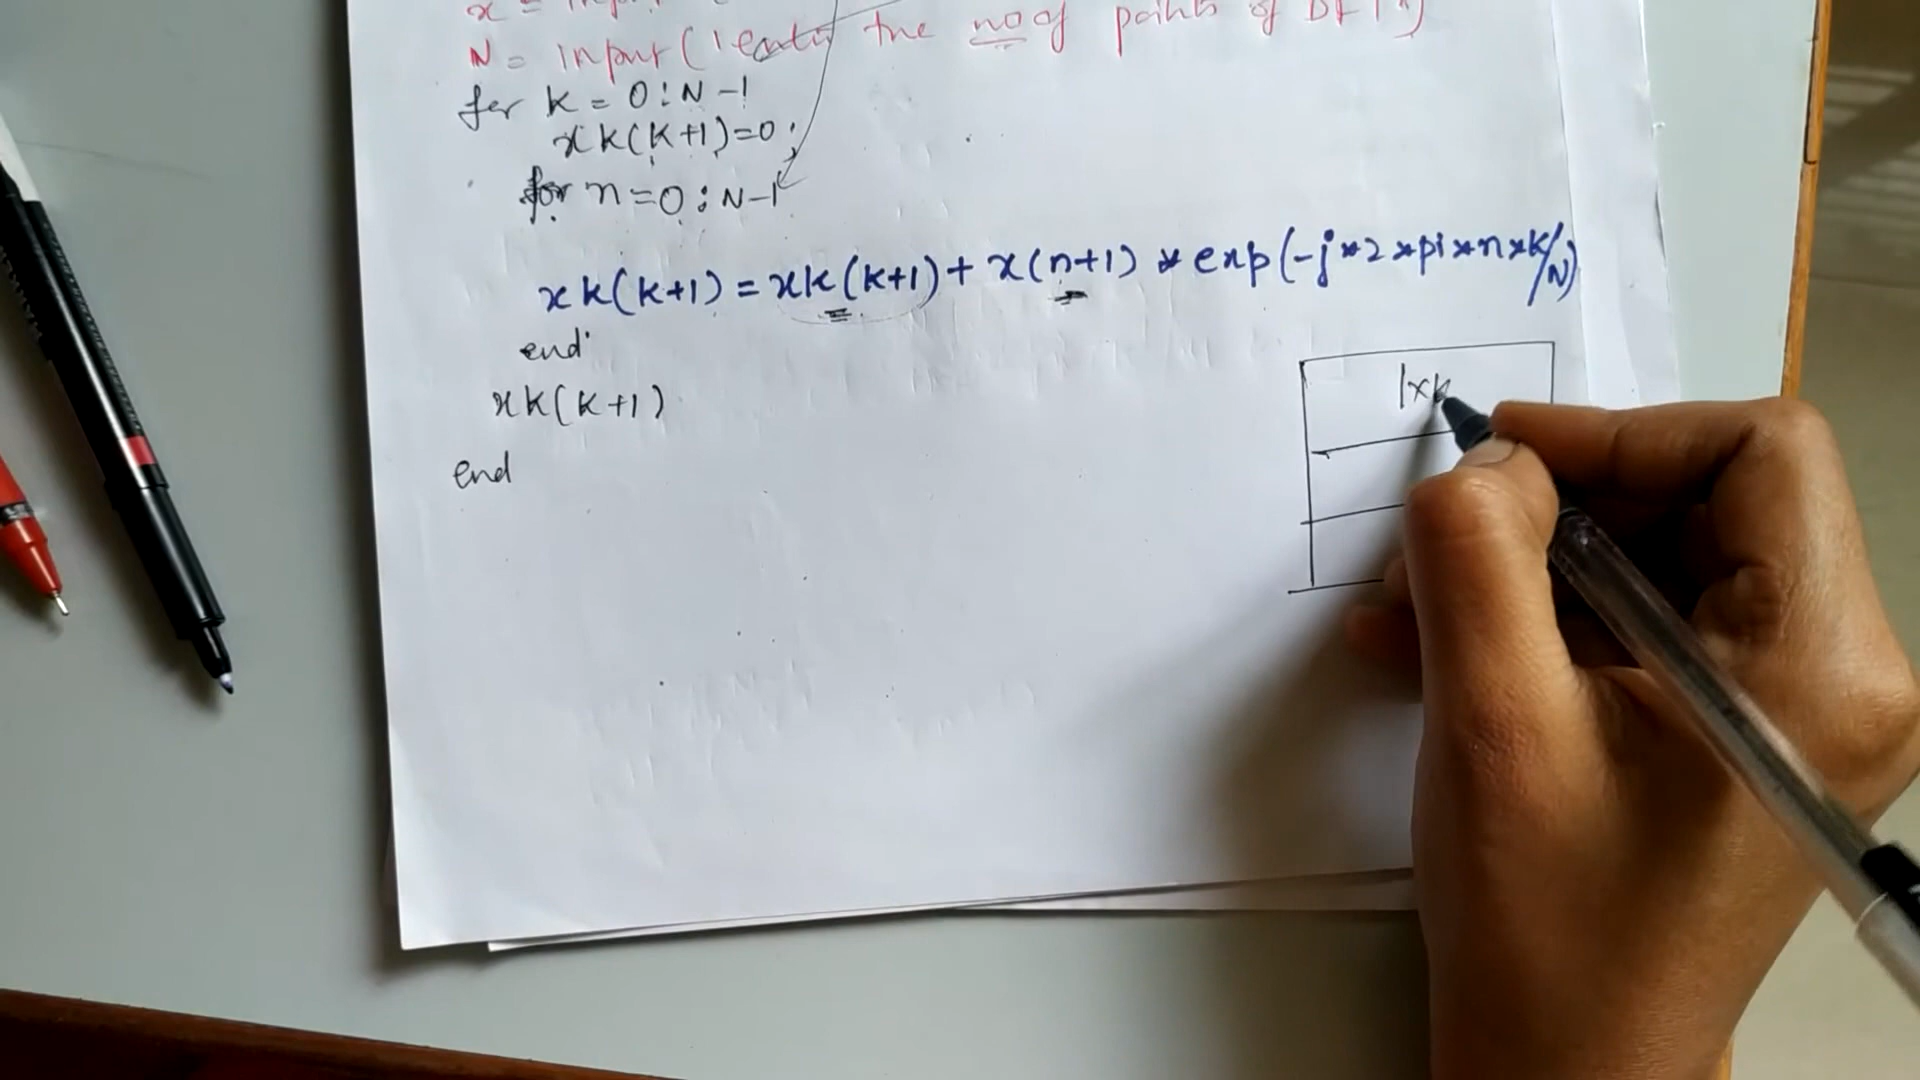 x = input
N = input ('enter the no of points of DFT')
for k = 0 : N-1
xk(k+1)=0;
for n=0 : N-1
xk(k+1) = xk(k+1) + x(n+1) * exp(-j*2*pi*n*k/N)
end
xk(k+1)
end
|xk